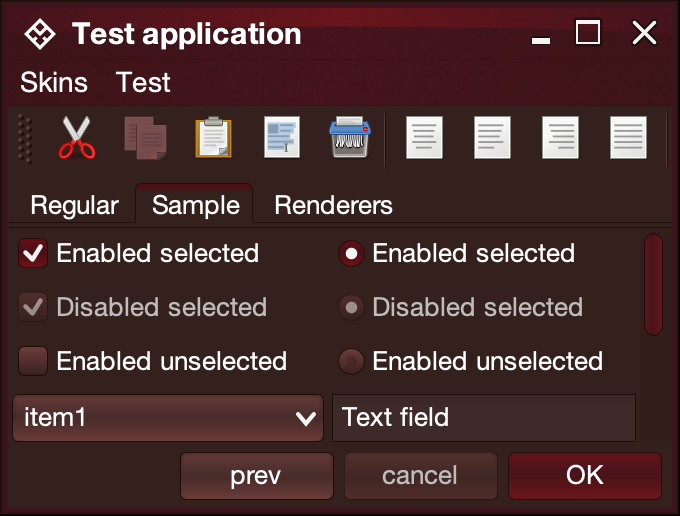 Test application
Skins Test
Regular Sample Renderers
Enabled selected Enabled selected
Disabled selected Disabled selected
Enabled unselected Enabled unselected
item1 Text field
prev cancel OK